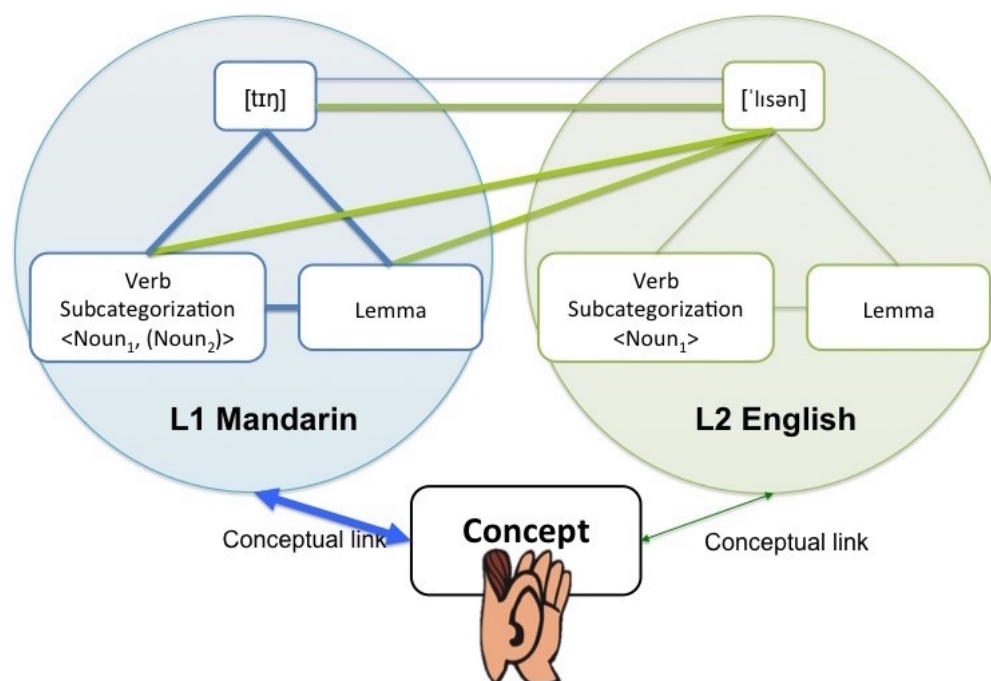 [tɪŋ]
[ˈlɪsən]
Verb
Subcategorization
<Noun₁, (Noun₂)>
Lemma
Verb
Subcategorization
<Noun₁>
Lemma
L1 Mandarin
L2 English
Concept
Conceptual link
Conceptual link